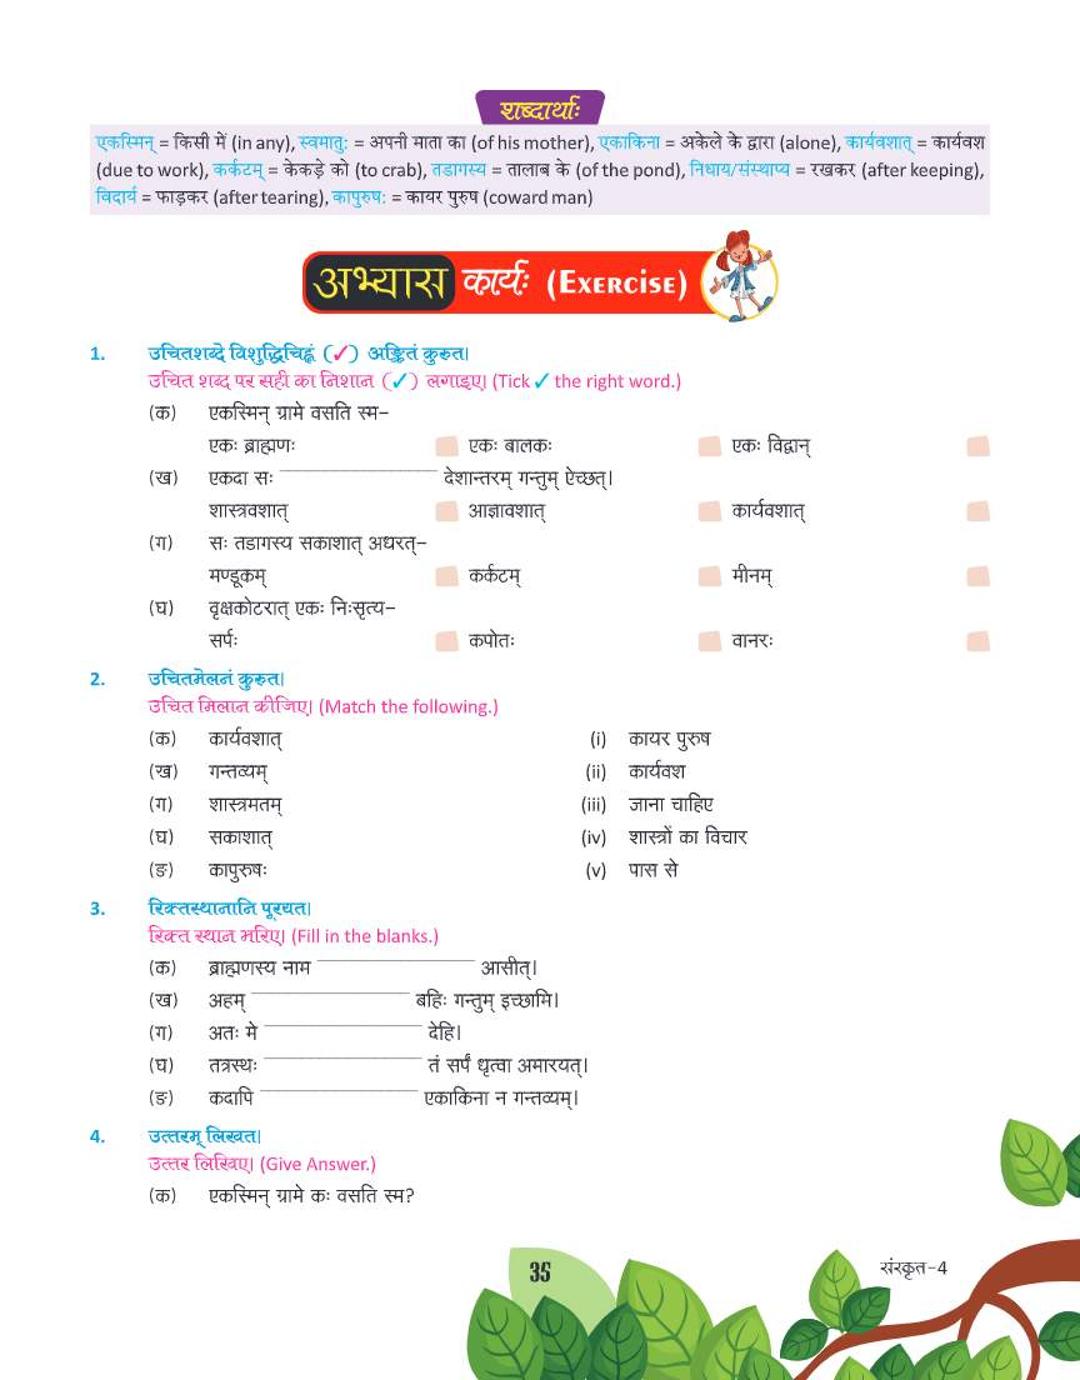 शब्दार्थाः
एकस्मिन् = किसी में (in any), स्वमातुः = अपनी माता का (of his mother), एकाकिना = अकेले के द्वारा (alone), कार्यवशात् = कार्यवश
(due to work), कर्कटम् = केकड़े को (to crab), तडागस्य = तालाब के (of the pond), निधाय/संस्थाप्य = रखकर (after keeping),
विदार्य = फाड़कर (after tearing), कापुरुषः = कायर पुरुष (coward man)
अभ्यास कार्यः (EXERCISE)
1. उचितशब्दे विशुद्धिचिह्नं (✓) अङ्कितं कुरुत।
उचित शब्द पर सही का निशान (✓) लगाइए। (Tick ✓ the right word.)
(क) एकस्मिन् ग्रामे वसति स्म–
एकः ब्राह्मणः एकः बालकः एकः विद्वान्
(ख) एकदा सः ____________ देशान्तरम् गन्तुम् ऐच्छत्।
शास्त्रवशात् आज्ञावशात् कार्यवशात्
(ग) सः तडागस्य सकाशात् अधरत्–
मण्डूकम् कर्कटम् मीनम्
(घ) वृक्षकोटरात् एकः निःसृत्य–
सर्पः कपोतः वानरः
2. उचितमेलनं कुरुत।
उचित मिलान कीजिए। (Match the following.)
(क) कार्यवशात् (i) कायर पुरुष
(ख) गन्तव्यम् (ii) कार्यवश
(ग) शास्त्रमतम् (iii) जाना चाहिए
(घ) सकाशात् (iv) शास्त्रों का विचार
(ङ) कापुरुषः (v) पास से
3. रिक्तस्थानानि पूरयत।
रिक्त स्थान भरिए। (Fill in the blanks.)
(क) ब्राह्मणस्य नाम ____________ आसीत्।
(ख) अहम् ____________ बहिः गन्तुम् इच्छामि।
(ग) अतः मे ____________ देहि।
(घ) तत्रस्थः ____________ तं सर्पं धृत्वा अमारयत्।
(ङ) कदापि ____________ एकाकिना न गन्तव्यम्।
4. उत्तरम् लिखत।
उत्तर लिखिए। (Give Answer.)
(क) एकस्मिन् ग्रामे कः वसति स्म?
35
संस्कृत–4